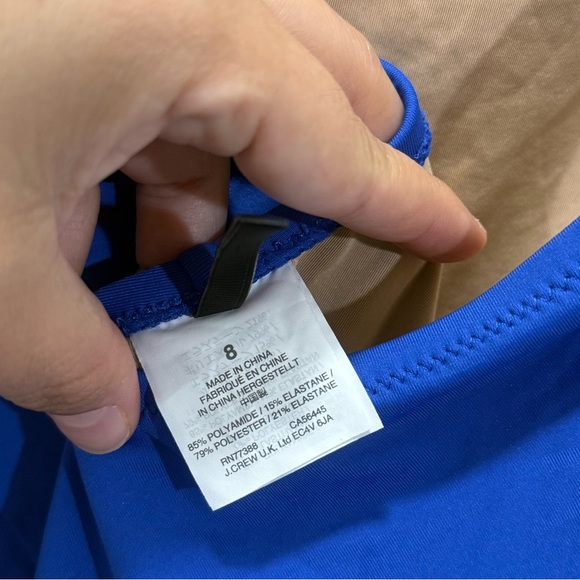 8
MADE IN CHINA
FABRIQUÉ EN CHINE
IN CHINA HERGESTELLT
中国製
85% POLYAMIDE / 15% ELASTANE /
79% POLYESTER / 21% ELASTANE
RN77388 CA56445
J.CREW U.K. Ltd EC4V 6JA